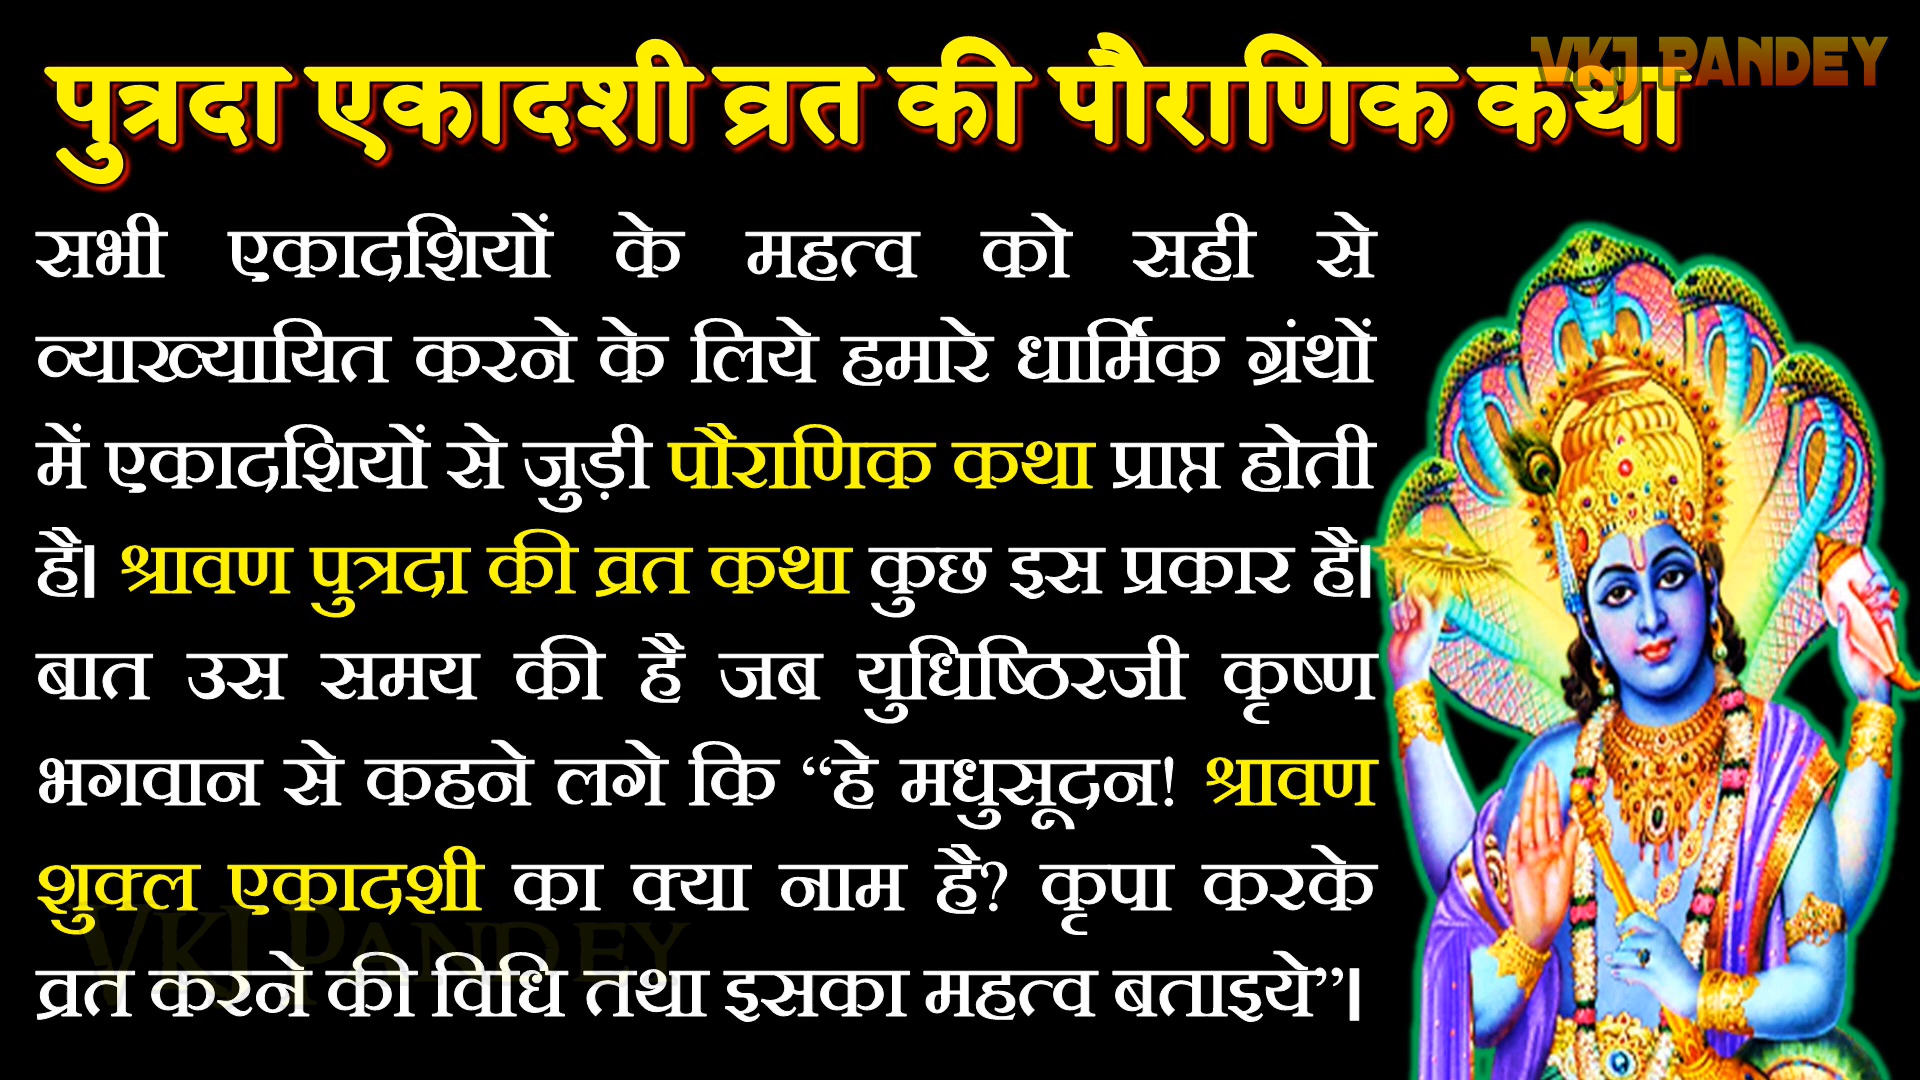 VKJ PANDEY
पुत्रदा एकादशी व्रत की पौराणिक कथा
सभी एकादशियों के महत्व को सही से
व्याख्यायित करने के लिये हमारे धार्मिक ग्रंथों
में एकादशियों से जुड़ी पौराणिक कथा प्राप्त होती
है। श्रावण पुत्रदा की व्रत कथा कुछ इस प्रकार है।
बात उस समय की है जब युधिष्ठिरजी कृष्ण
भगवान से कहने लगे कि “हे मधुसूदन! श्रावण
शुक्ल एकादशी का क्या नाम है? कृपा करके
VKJ PANDEY
व्रत करने की विधि तथा इसका महत्व बताइये”।